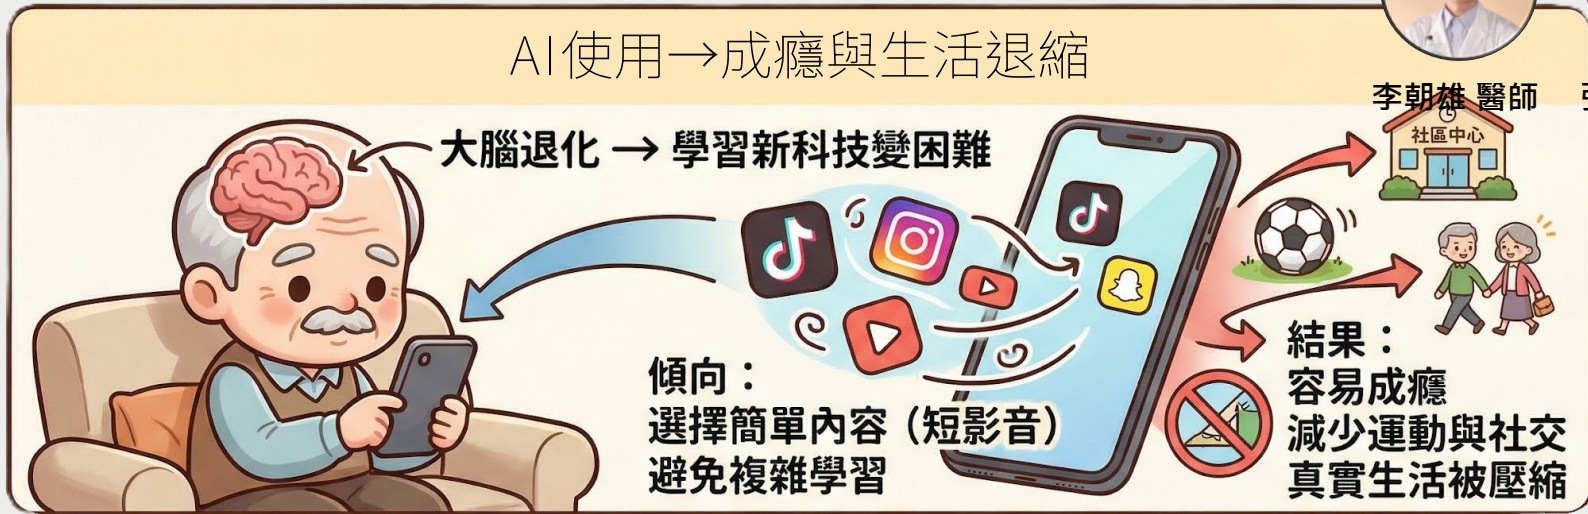 AI使用→成癮與生活退縮
李朝雄 醫師
社區中心
大腦退化 → 學習新科技變困難
傾向：
選擇簡單內容（短影音）
避免複雜學習
結果：
容易成癮
減少運動與社交
真實生活被壓縮